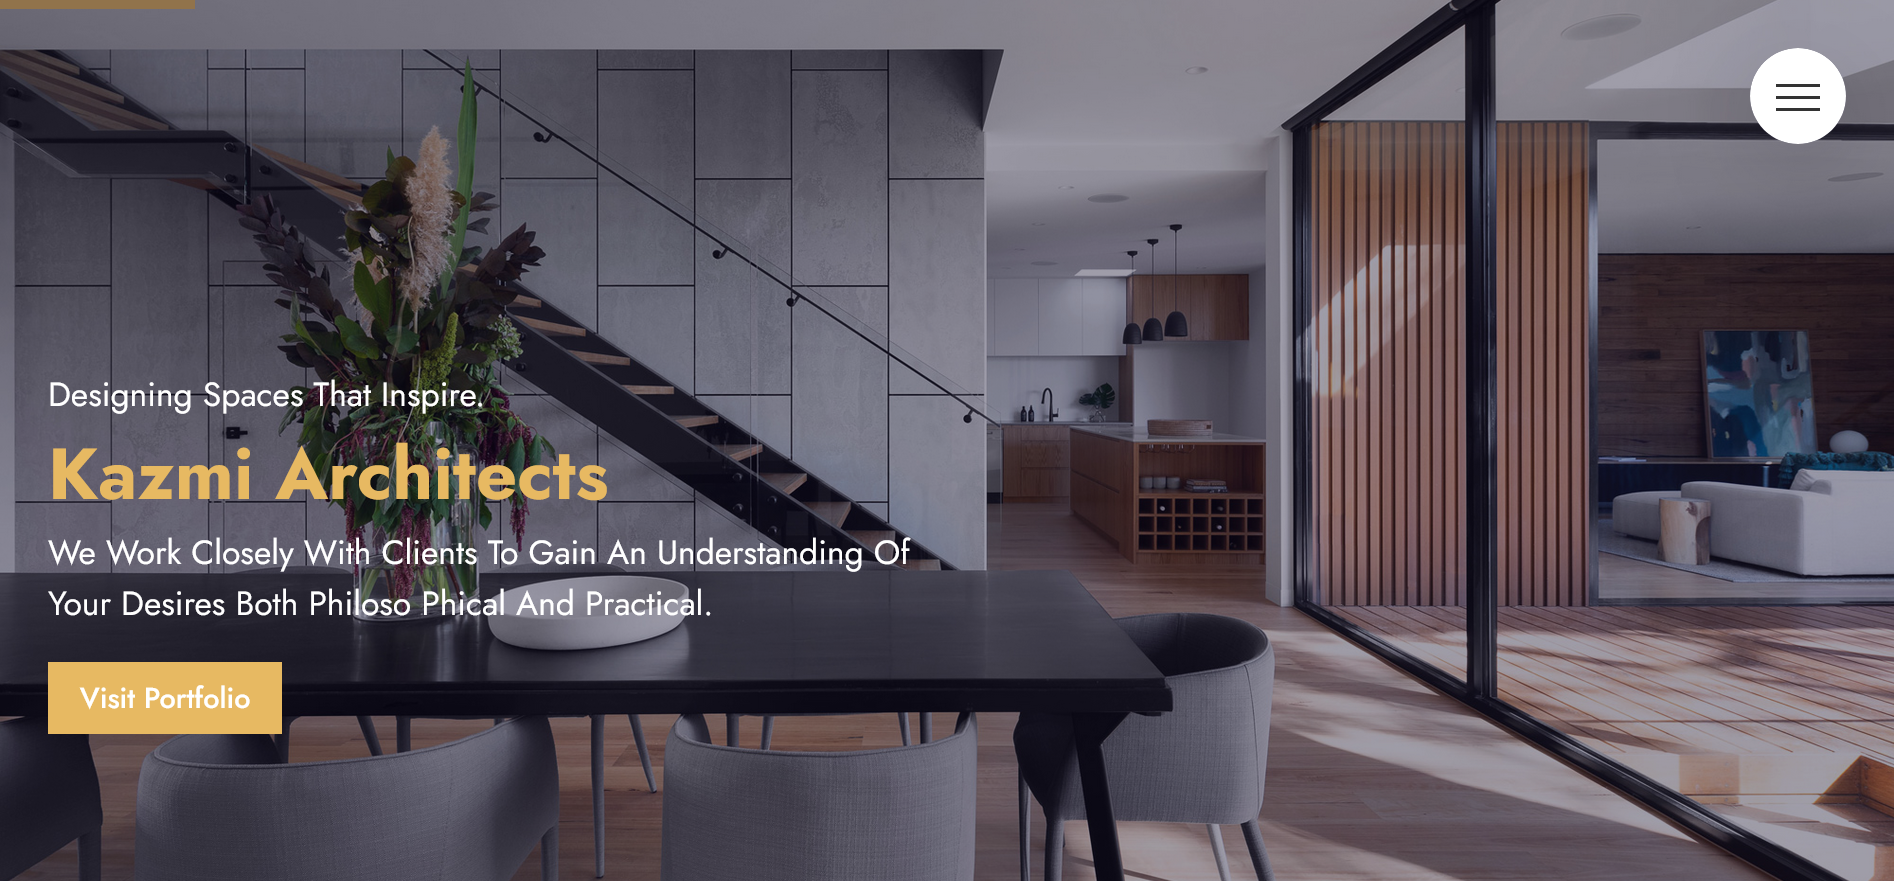 Designing Spaces That Inspire.
Kazmi Architects
We Work Closely With Clients To Gain An Understanding Of
Your Desires Both Philoso Phical And Practical.
Visit Portfolio